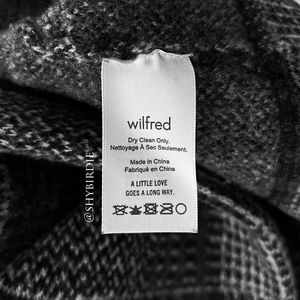 wilfred
Dry Clean Only.
Nettoyage À Sec Seulement.
Made in China
Fabriqué en Chine
A LITTLE LOVE
GOES A LONG WAY.
@SHYBIRDIE